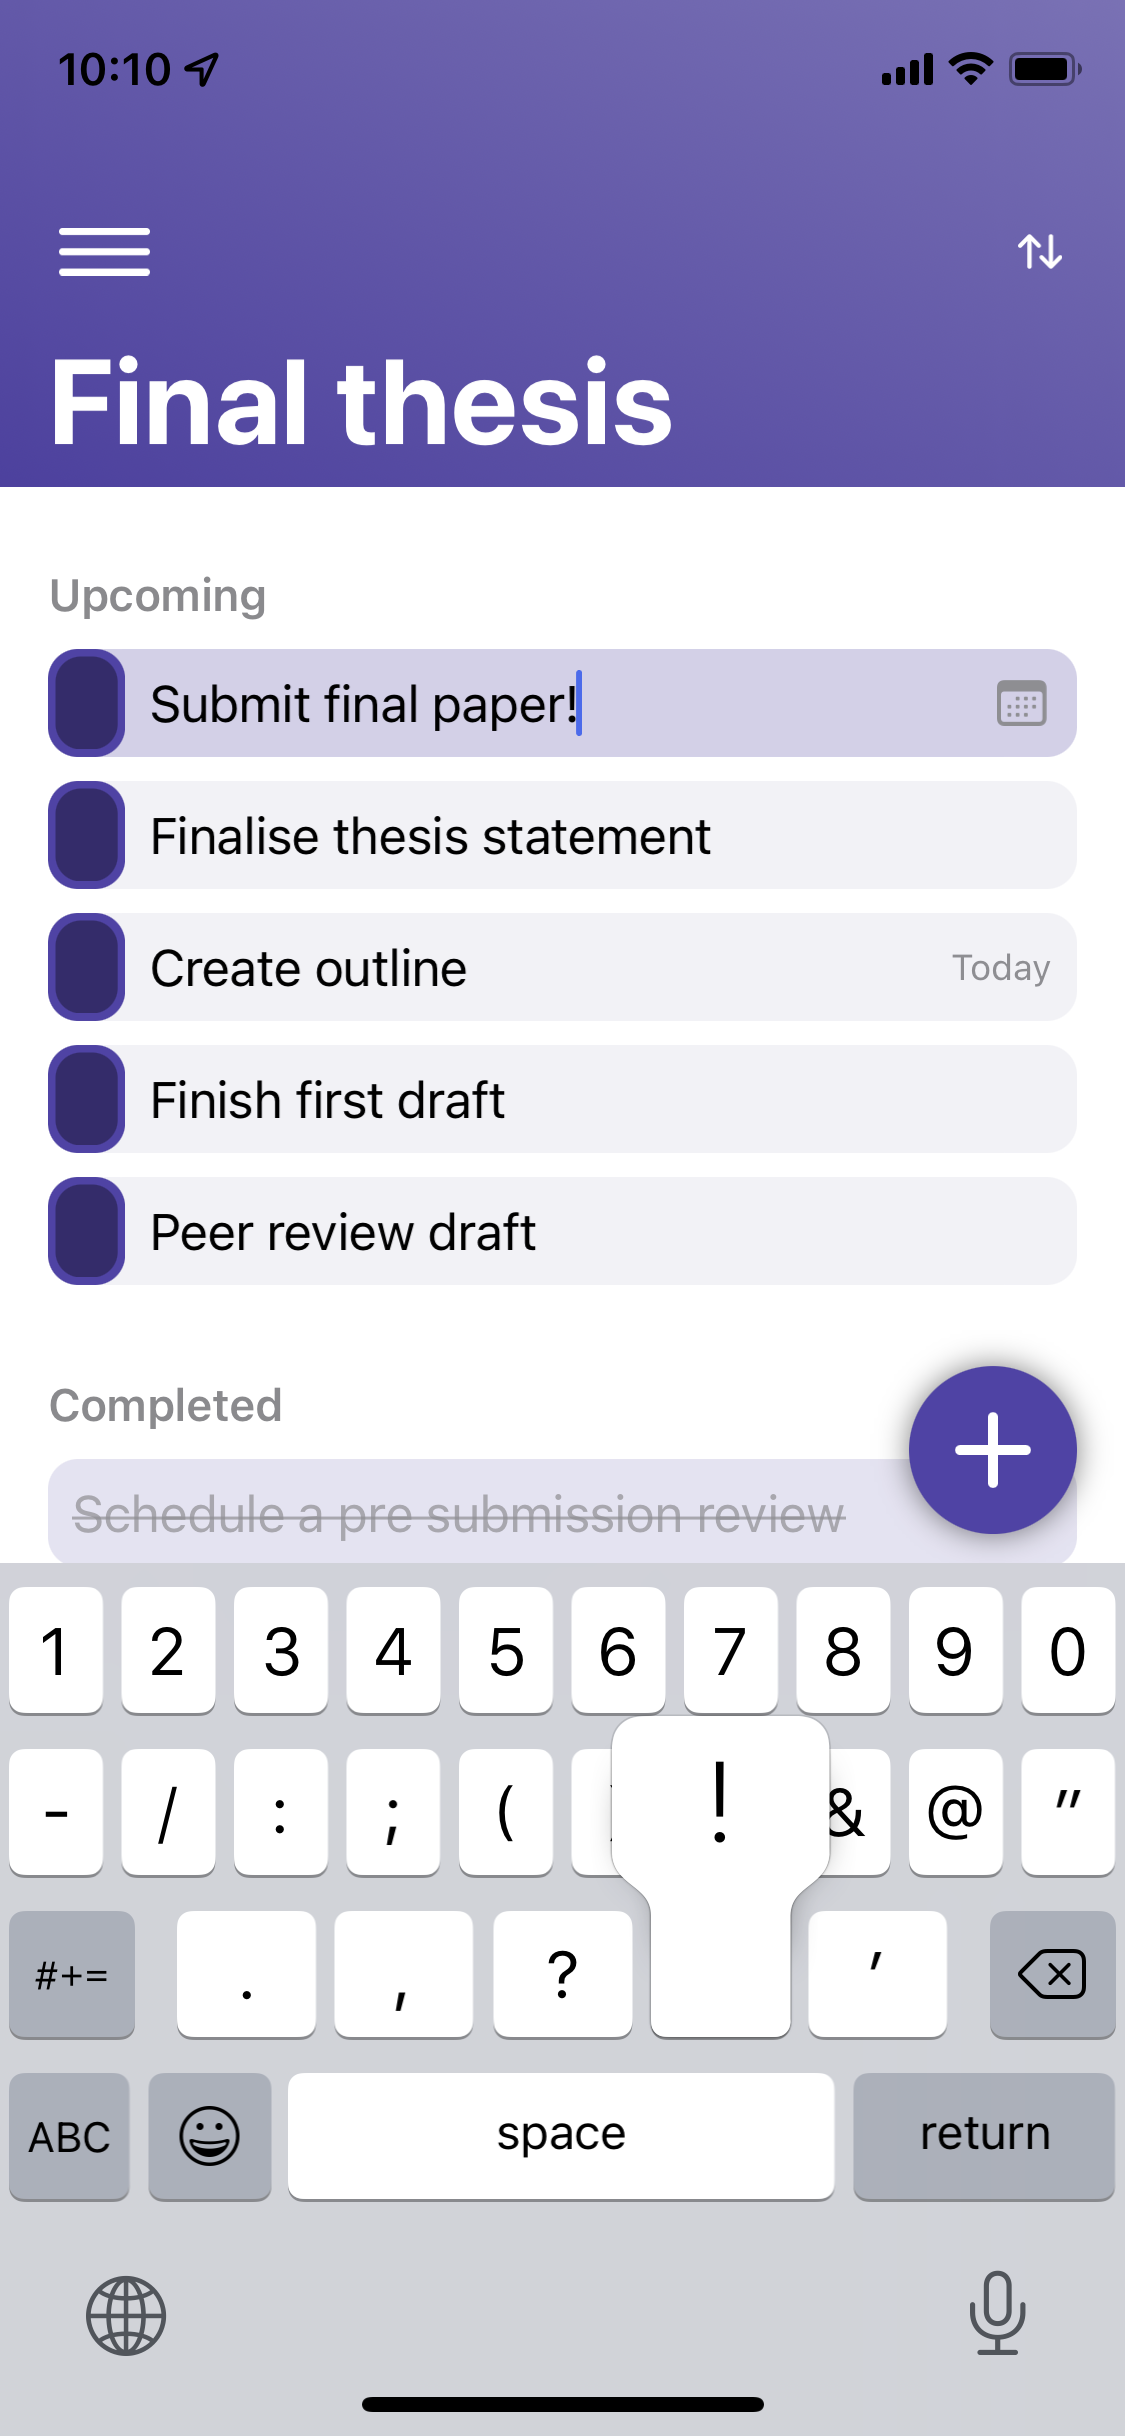 10:10
Final thesis
Upcoming
Submit final paper!
Finalise thesis statement
Create outline Today
Finish first draft
Peer review draft
Completed
Schedule a pre submission review
1 2 3 4 5 6 7 8 9 0
- / : ; ( ! & @ "
#+= . , ? '
ABC space return